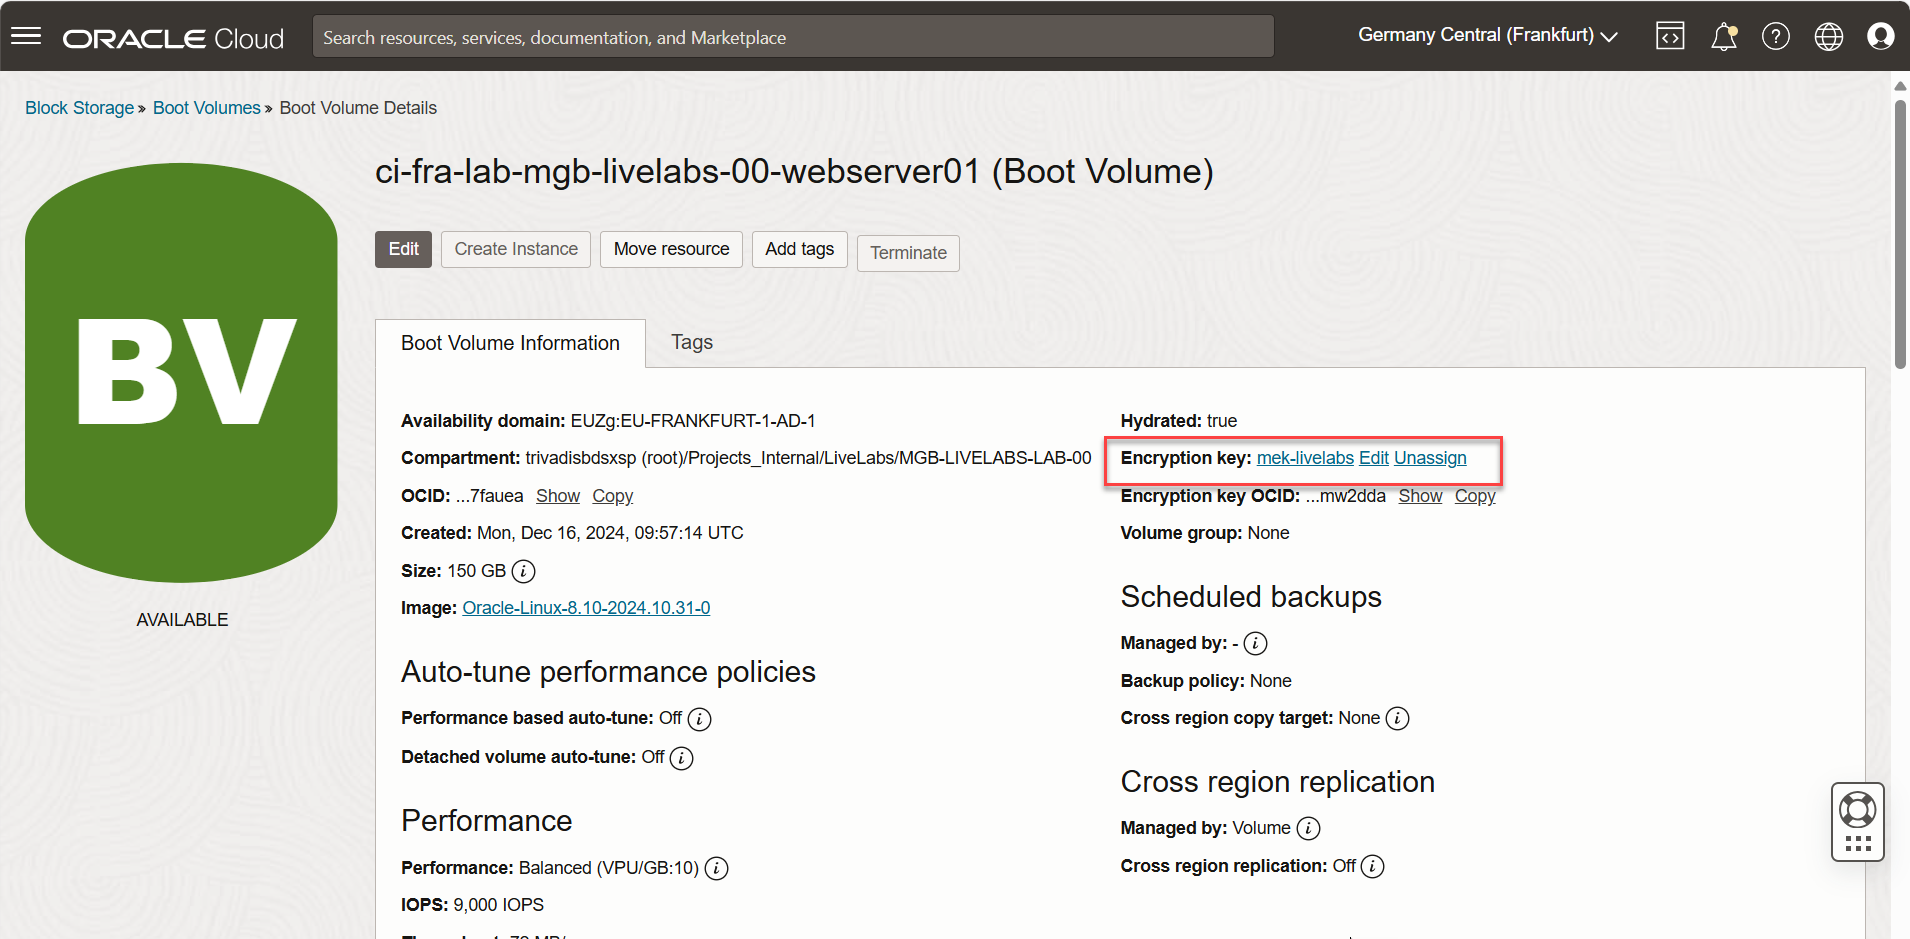 ORACLE Cloud
Search resources, services, documentation, and Marketplace
Germany Central (Frankfurt)
Block Storage » Boot Volumes » Boot Volume Details
BV
AVAILABLE
ci-fra-lab-mgb-livelabs-00-webserver01 (Boot Volume)
Edit Create Instance Move resource Add tags Terminate
Boot Volume Information Tags
Availability domain: EUZg:EU-FRANKFURT-1-AD-1
Compartment: trivadisbdsxsp (root)/Projects_Internal/LiveLabs/MGB-LIVELABS-LAB-00
OCID: ...7fauea Show Copy
Created: Mon, Dec 16, 2024, 09:57:14 UTC
Size: 150 GB
Image: Oracle-Linux-8.10-2024.10.31-0
Auto-tune performance policies
Performance based auto-tune: Off
Detached volume auto-tune: Off
Performance
Performance: Balanced (VPU/GB:10)
IOPS: 9,000 IOPS
Hydrated: true
Encryption key: mek-livelabs Edit Unassign
Encryption key OCID: ...mw2dda Show Copy
Volume group: None
Scheduled backups
Managed by: -
Backup policy: None
Cross region copy target: None
Cross region replication
Managed by: Volume
Cross region replication: Off